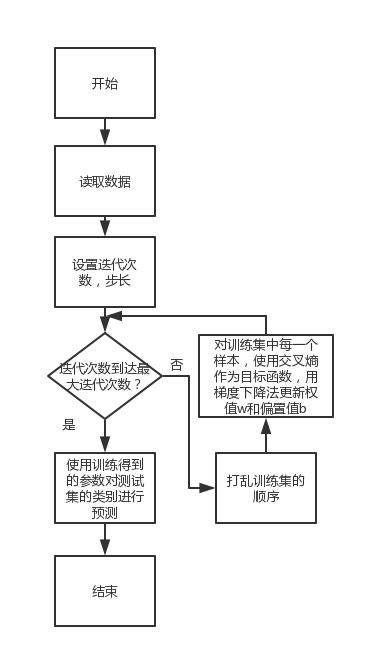 开始
读取数据
设置迭代次
数，步长
迭代次数到达最
大迭代次数？
否
是
对训练集中每一个
样本，使用交叉熵
作为目标函数，用
梯度下降法更新权
值w和偏置值b
打乱训练集的
顺序
使用训练得到
的参数对测试
集的类别进行
预测
结束